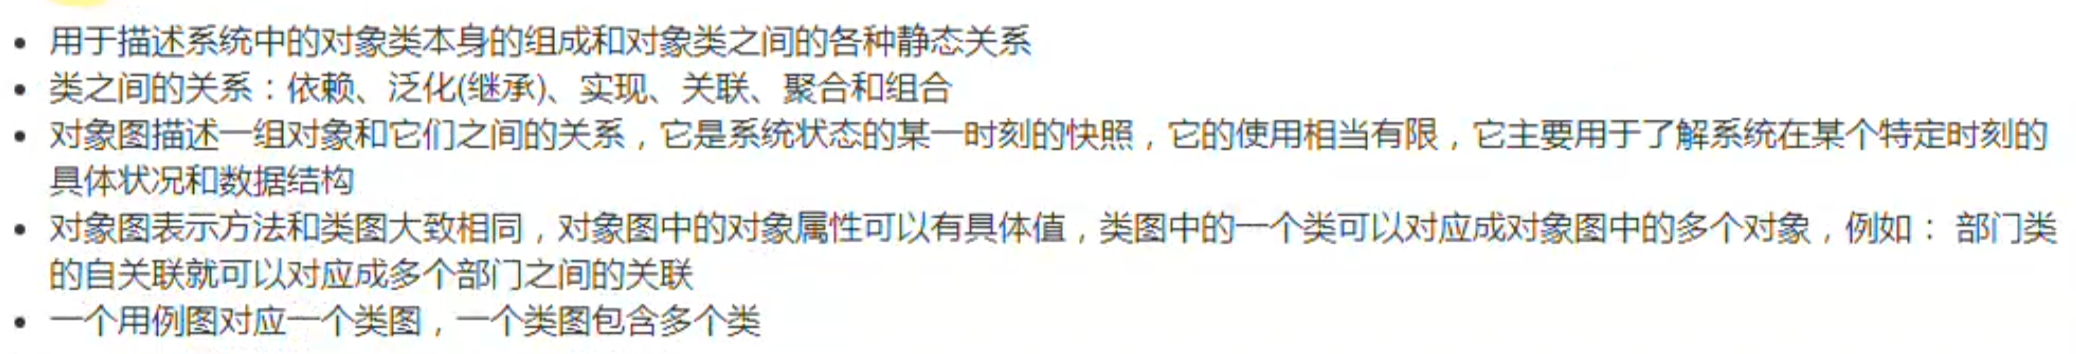 • 用于描述系统中的对象类本身的组成和对象类之间的各种静态关系
• 类之间的关系：依赖、泛化(继承)、实现、关联、聚合和组合
• 对象图描述一组对象和它们之间的关系，它是系统状态的某一时刻的快照，它的使用相当有限，它主要用于了解系统在某个特定时刻的
具体状况和数据结构
• 对象图表示方法和类图大致相同，对象图中的对象属性可以有具体值，类图中的一个类可以对应成对象图中的多个对象，例如： 部门类
的自关联就可以对应成多个部门之间的关联
• 一个用例图对应一个类图，一个类图包含多个类